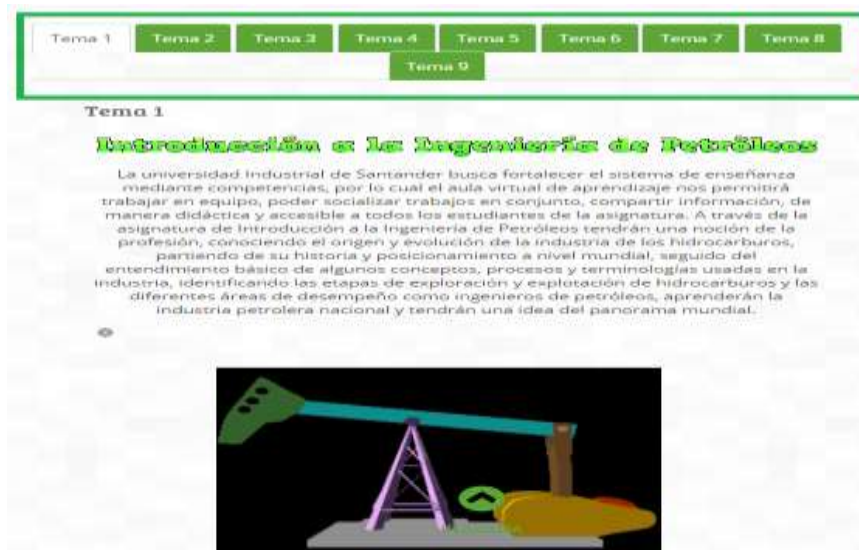 Tema 1 Tema 2 Tema 3 Tema 4 Tema 5 Tema 6 Tema 7 Tema 8
Tema 9
Tema 1
Introducción a la Ingeniería de Petróleos
La universidad Industrial de Santander busca fortalecer el sistema de enseñanza
mediante competencias, por lo cual el aula virtual de aprendizaje nos permitirá
trabajar en equipo, poder socializar trabajos en conjunto, compartir información, de
manera didáctica y accesible a todos los estudiantes de la asignatura. A través de la
asignatura de Introducción a la Ingeniería de Petróleos tendrán una noción de la
profesión, conociendo el origen y evolución de la industria de los hidrocarburos,
partiendo de su historia y posicionamiento a nivel mundial, seguido del
entendimiento básico de algunos conceptos, procesos y terminologías usadas en la
industria, identificando las etapas de exploración y explotación de hidrocarburos y las
diferentes áreas de desempeño como ingenieros de petróleos, aprenderán la
industria petrolera nacional y tendrán una idea del panorama mundial.